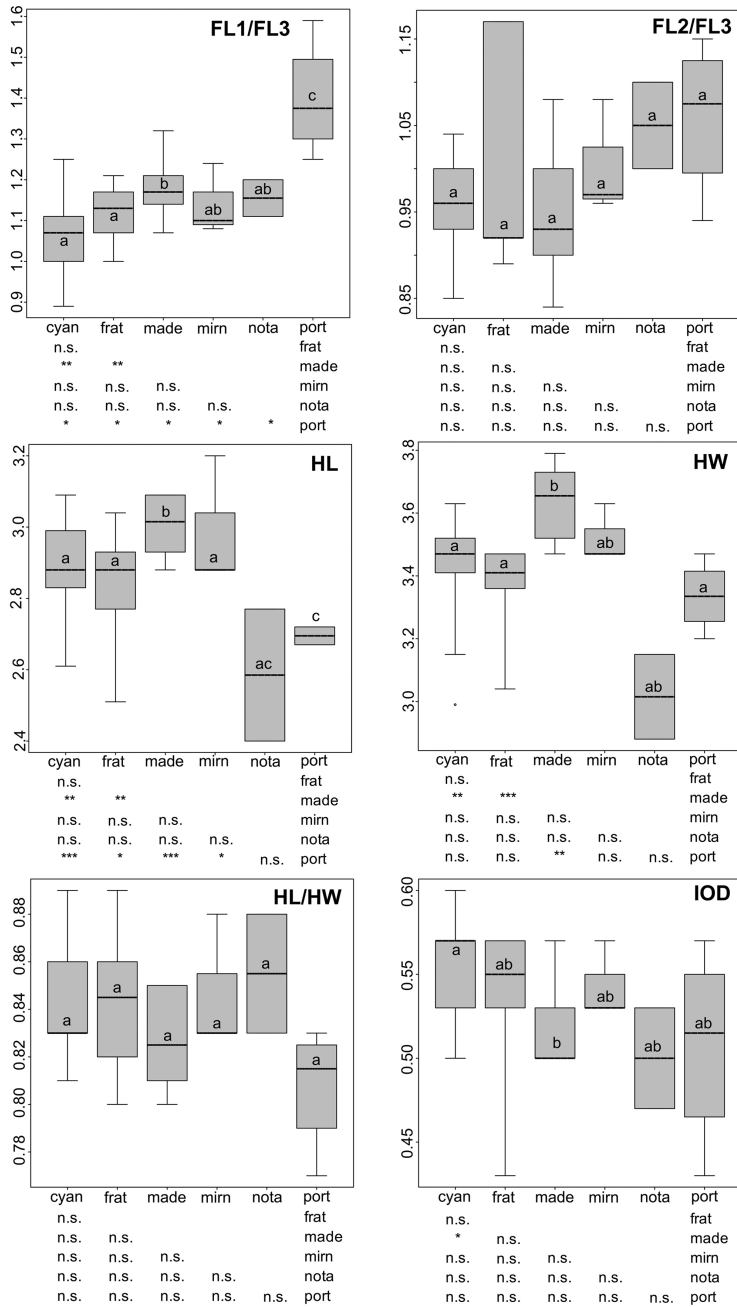 FL1/FL3
1.6
1.5
1.4
1.3
1.2
1.1
1.0
0.9
a
a
b
ab
ab
c
cyan frat made mirn nota port
n.s. frat
** ** made
n.s. n.s. n.s. mirn
n.s. n.s. n.s. n.s. nota
* * * * * port
FL2/FL3
1.15
1.05
0.95
0.85
a
a
a
a
a
a
cyan frat made mirn nota port
n.s. frat
n.s. n.s. made
n.s. n.s. n.s. mirn
n.s. n.s. n.s. n.s. nota
n.s. n.s. n.s. n.s. n.s. port
HL
3.2
3.0
2.8
2.6
2.4
a
a
b
a
ac
c
cyan frat made mirn nota port
n.s. frat
** ** made
n.s. n.s. n.s. mirn
n.s. n.s. n.s. n.s. nota
*** * *** * n.s. port
HW
3.8
3.6
3.4
3.2
3.0
a
a
b
ab
ab
a
cyan frat made mirn nota port
n.s. frat
** *** made
n.s. n.s. n.s. mirn
n.s. n.s. n.s. n.s. nota
n.s. n.s. ** n.s. n.s. port
HL/HW
0.88
0.86
0.84
0.82
0.80
0.78
a
a
a
a
a
a
cyan frat made mirn nota port
n.s. frat
n.s. n.s. made
n.s. n.s. n.s. mirn
n.s. n.s. n.s. n.s. nota
n.s. n.s. n.s. n.s. n.s. port
IOD
0.60
0.55
0.50
0.45
a
ab
b
ab
ab
ab
cyan frat made mirn nota port
n.s. frat
* n.s. made
n.s. n.s. n.s. mirn
n.s. n.s. n.s. n.s. nota
n.s. n.s. n.s. n.s. n.s. port